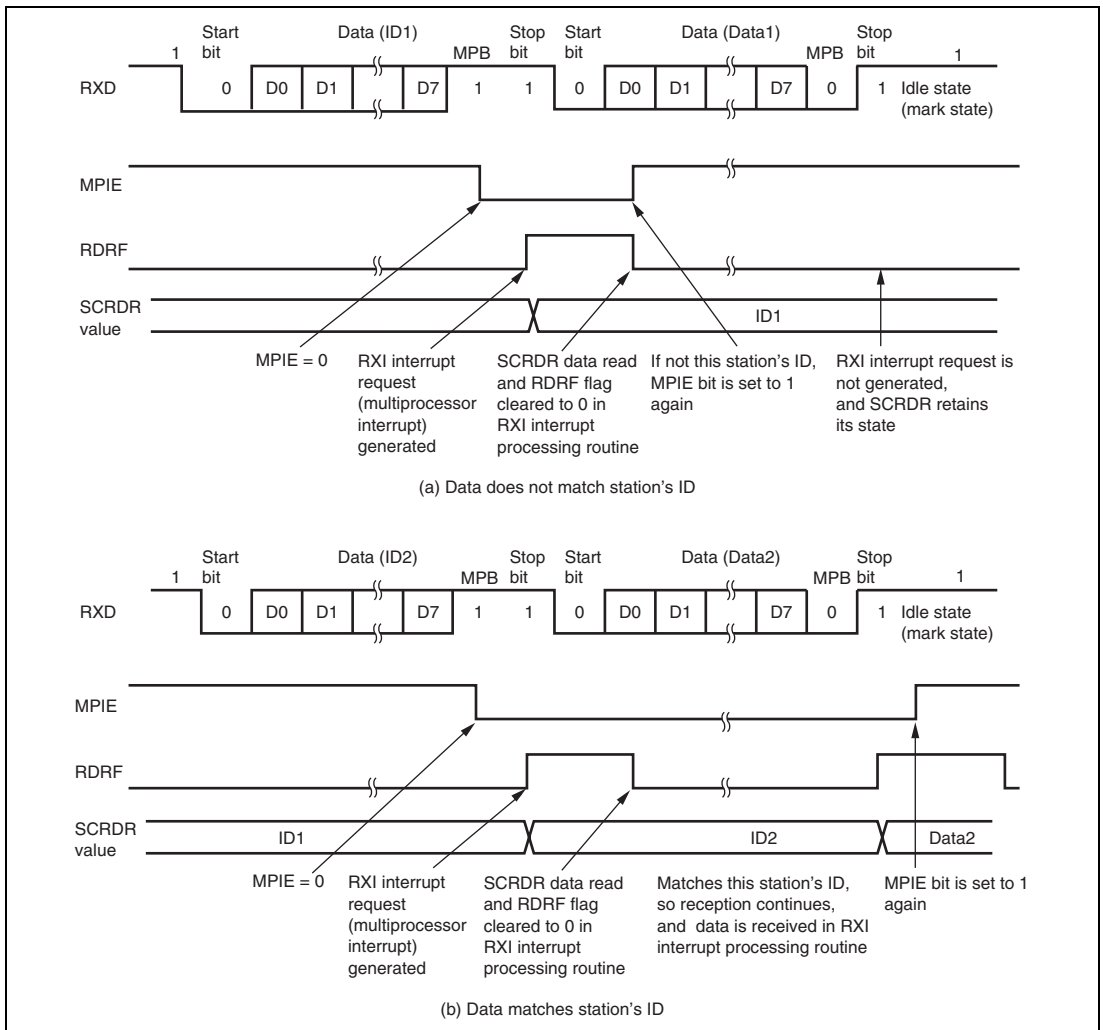 Start bit Data (ID1) Stop bit Start bit Data (Data1) Stop bit
1 MPB MPB 1
RXD 0 D0 D1 D7 1 1 0 D0 D1 D7 0 1 Idle state (mark state)
MPIE
RDRF
SCRDR value ID1
MPIE = 0
RXI interrupt request (multiprocessor interrupt) generated
SCRDR data read and RDRF flag cleared to 0 in RXI interrupt processing routine
If not this station's ID, MPIE bit is set to 1 again
RXI interrupt request is not generated, and SCRDR retains its state
(a) Data does not match station's ID
Start bit Data (ID2) Stop bit Start bit Data (Data2) Stop bit
1 MPB MPB 1
RXD 0 D0 D1 D7 1 1 0 D0 D1 D7 0 1 Idle state (mark state)
MPIE
RDRF
SCRDR value ID1 ID2 Data2
MPIE = 0
RXI interrupt request (multiprocessor interrupt) generated
SCRDR data read and RDRF flag cleared to 0 in RXI interrupt processing routine
Matches this station's ID, so reception continues, and data is received in RXI interrupt processing routine
MPIE bit is set to 1 again
(b) Data matches station's ID